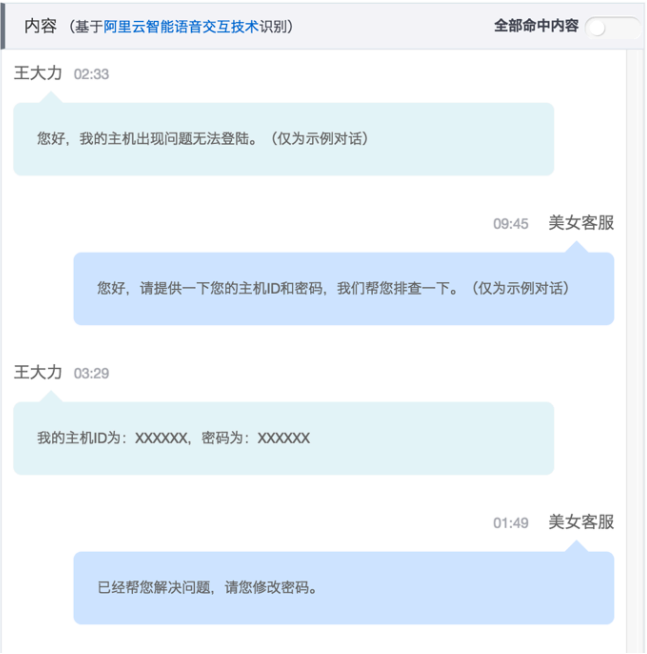 内容 （基于阿里云智能语音交互技术识别） 全部命中内容
王大力 02:33
您好，我的主机出现问题无法登陆。（仅为示例对话）
09:45 美女客服
您好，请提供一下您的主机ID和密码，我们帮您排查一下。（仅为示例对话）
王大力 03:29
我的主机ID为：XXXXXX，密码为：XXXXXX
01:49 美女客服
已经帮您解决问题，请您修改密码。